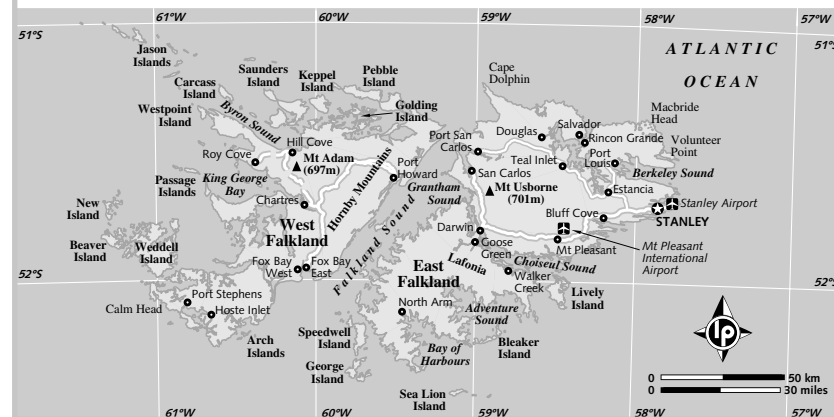 61°W
60°W
59°W
58°W
57°W
51°S
51°S
ATLANTIC
OCEAN
Jason
Islands
Carcass
Island
Saunders
Island
Keppel
Island
Pebble
Island
Cape
Dolphin
Westpoint
Island
Byron Sound
Golding
Island
Macbride
Head
Hill Cove
Roy Cove
Mt Adam
(697m)
Port San
Carlos
Douglas
Salvador
Rincon Grande
Volunteer
Point
Teal Inlet
Port
Louis
Berkeley Sound
King George
Bay
Hornby Mountains
Port
Howard
San Carlos
Grantham
Sound
Mt Usborne
(701m)
Estancia
Passage
Islands
Chartres
Bluff Cove
Stanley Airport
STANLEY
New
Island
Beaver
Island
Weddell
Island
West
Falkland
Falkland Sound
Darwin
Goose
Green
Mt Pleasant
Mt Pleasant
International
Airport
Fox Bay
West
Fox Bay
East
East
Falkland
Lafonia
Choiseul Sound
Walker
Creek
52°S
52°S
Lively
Island
Port Stephens
Calm Head
Hoste Inlet
North Arm
Adventure
Sound
Arch
Islands
Speedwell
Island
George
Island
Bay of
Harbours
Bleaker
Island
Sea Lion
Island
lp
0 50 km
0 30 miles
61°W
60°W
59°W
58°W
57°W